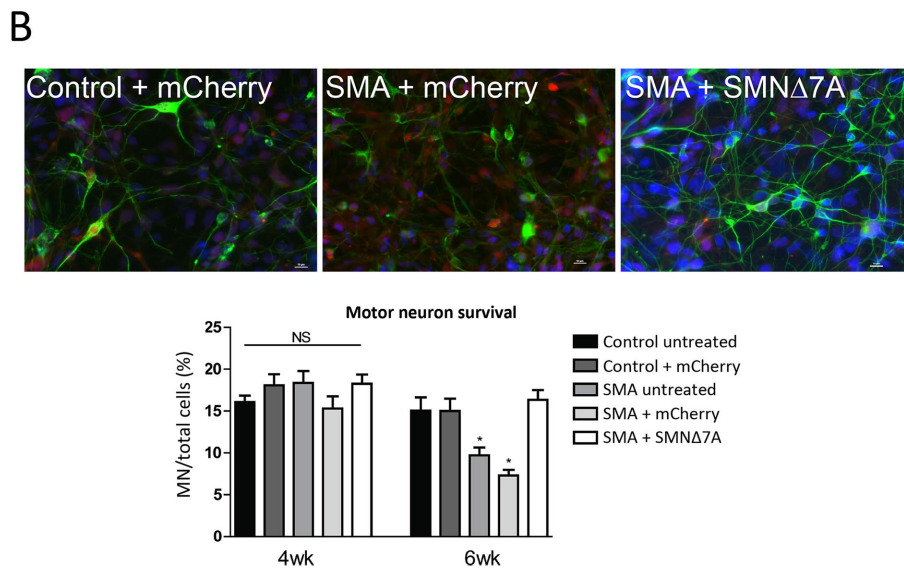 B
Control + mCherry
SMA + mCherry
SMA + SMNΔ7A
Motor neuron survival
MN/total cells (%)
25
20
15
10
5
0
NS
*
*
4wk
6wk
Control untreated
Control + mCherry
SMA untreated
SMA + mCherry
SMA + SMNΔ7A